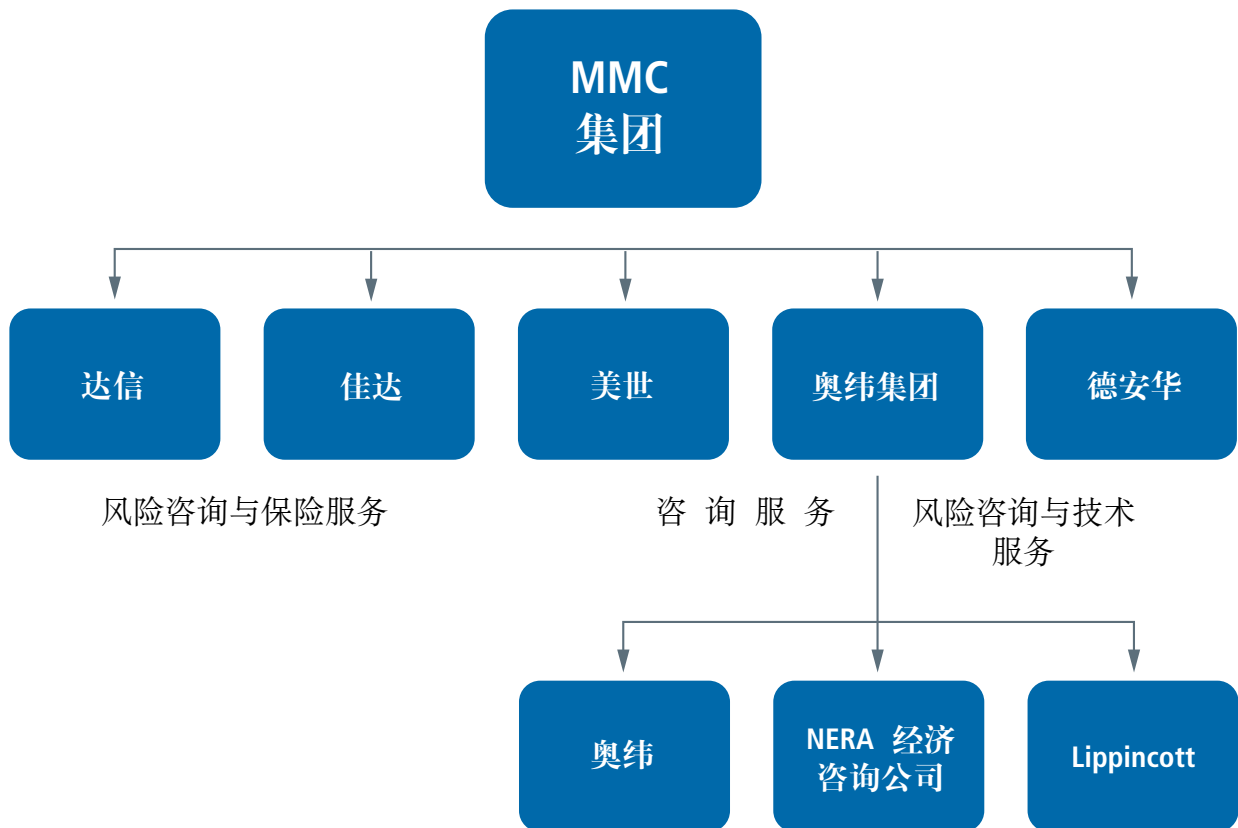 MMC
集团
达信
佳达
美世
奥纬集团
德安华
风险咨询与保险服务
咨 询 服 务
风险咨询与技术
服务
奥纬
NERA 经济
咨询公司
Lippincott